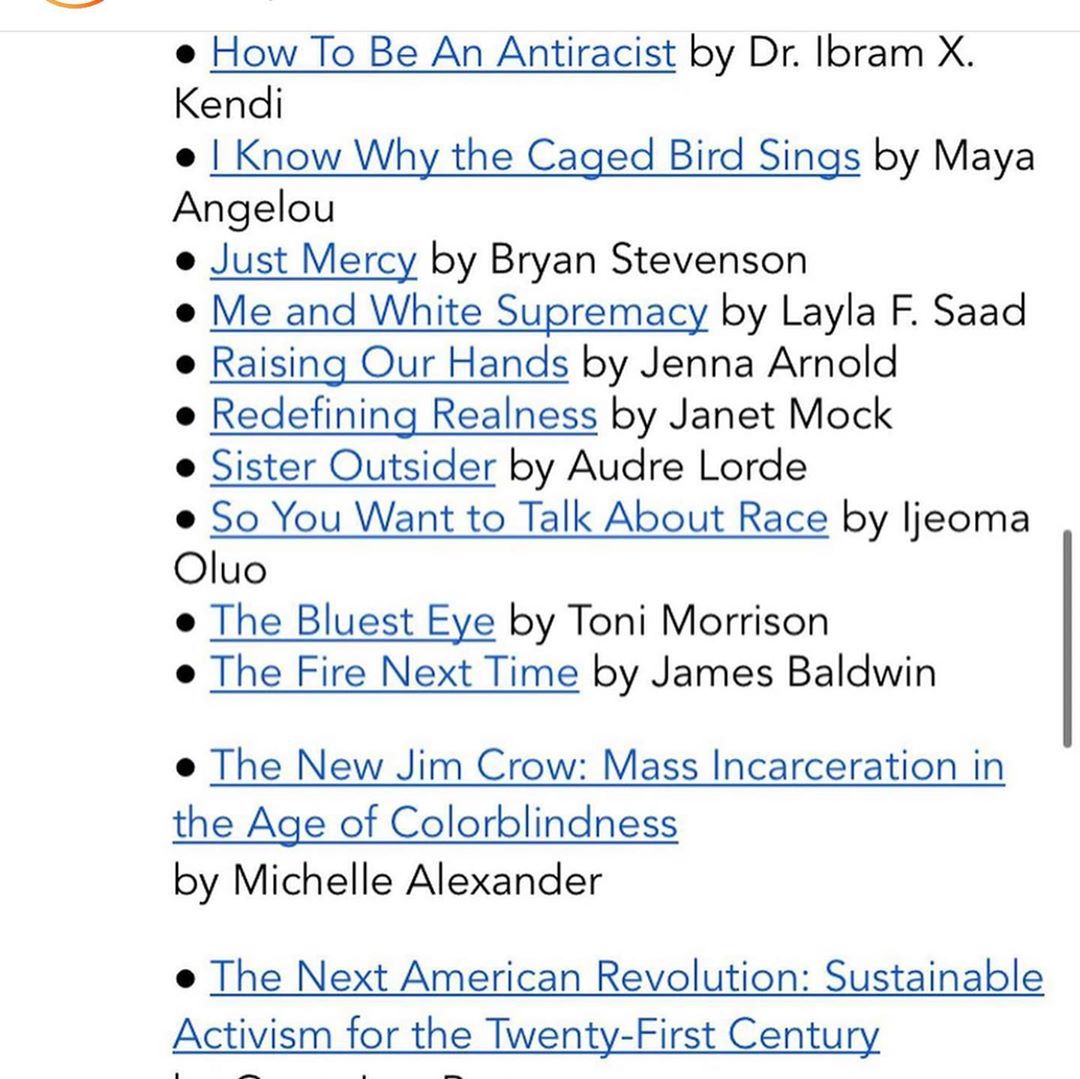 ● How To Be An Antiracist by Dr. Ibram X.
Kendi
● I Know Why the Caged Bird Sings by Maya
Angelou
● Just Mercy by Bryan Stevenson
● Me and White Supremacy by Layla F. Saad
● Raising Our Hands by Jenna Arnold
● Redefining Realness by Janet Mock
● Sister Outsider by Audre Lorde
● So You Want to Talk About Race by Ijeoma
Oluo
● The Bluest Eye by Toni Morrison
● The Fire Next Time by James Baldwin
● The New Jim Crow: Mass Incarceration in
the Age of Colorblindness
by Michelle Alexander
● The Next American Revolution: Sustainable
Activism for the Twenty-First Century